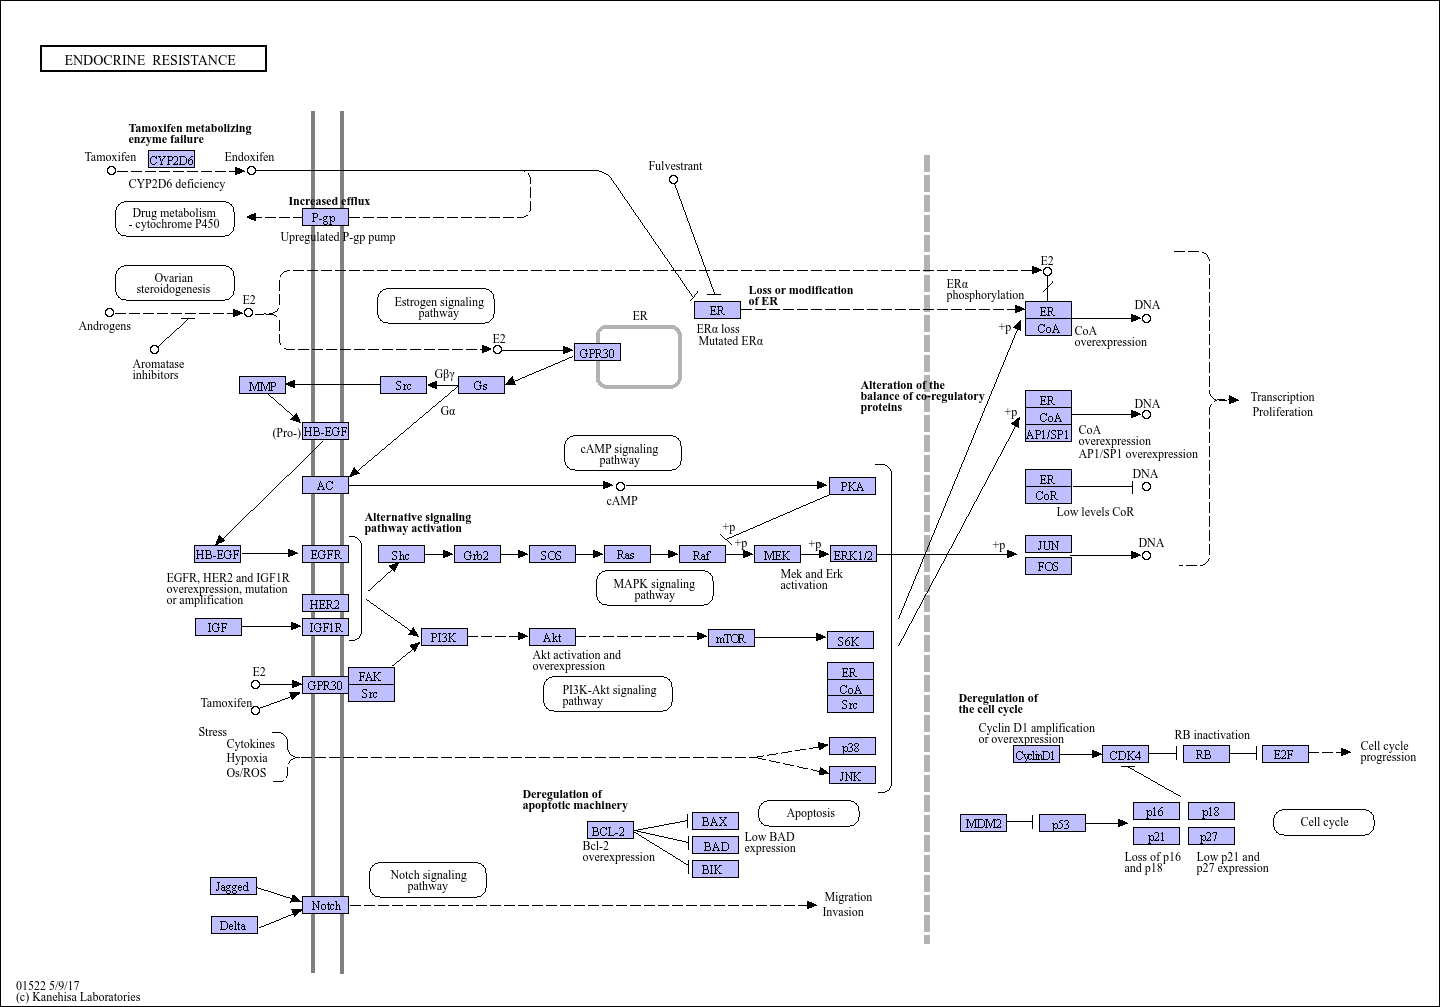 ENDOCRINE RESISTANCE
Tamoxifen metabolizing
enzyme failure
Tamoxifen
CYP2D6
Endoxifen
CYP2D6 deficiency
Fulvestrant
Increased efflux
Drug metabolism
- cytochrome P450
P-gp
Upregulated P-gp pump
Ovarian
steroidogenesis
E2
Androgens
Aromatase
inhibitors
Estrogen signaling
pathway
E2
GPR30
ER
ER
Loss or modification
of ER
ERα loss
Mutated ERα
E2
ERα
phosphorylation
ER
CoA
+p
CoA
overexpression
DNA
MMP
Src
Gβγ
Gs
Gα
Alteration of the
balance of co-regulatory
proteins
ER
CoA
AP1/SP1
+p
DNA
CoA
overexpression
AP1/SP1 overexpression
Transcription
Proliferation
(Pro-)
HB-EGF
cAMP signaling
pathway
AC
cAMP
PKA
ER
CoR
DNA
Low levels CoR
Alternative signaling
pathway activation
+p
HB-EGF
EGFR
Shc
Grb2
SOS
Ras
Raf
+p
MEK
+p
ERK1/2
+p
JUN
FOS
DNA
EGFR, HER2 and IGF1R
overexpression, mutation
or amplification
MAPK signaling
pathway
Mek and Erk
activation
HER2
IGF
IGF1R
PI3K
Akt
mTOR
S6K
Akt activation and
overexpression
E2
GPR30
FAK
Src
Tamoxifen
PI3K-Akt signaling
pathway
ER
CoA
Src
Stress
Cytokines
Hypoxia
Os/ROS
p38
JNK
Deregulation of
the cell cycle
Cyclin D1 amplification
or overexpression
CyclinD1
CDK4
RB inactivation
RB
E2F
Cell cycle
progression
Deregulation of
apoptotic machinery
Apoptosis
BCL-2
Bcl-2
overexpression
BAX
BAD
BIK
Low BAD
expression
MDM2
p53
p16
p18
p21
p27
Loss of p16
and p18
Low p21 and
p27 expression
Cell cycle
Jagged
Delta
Notch
Notch signaling
pathway
Migration
Invasion
01522 5/9/17
(c) Kanehisa Laboratories